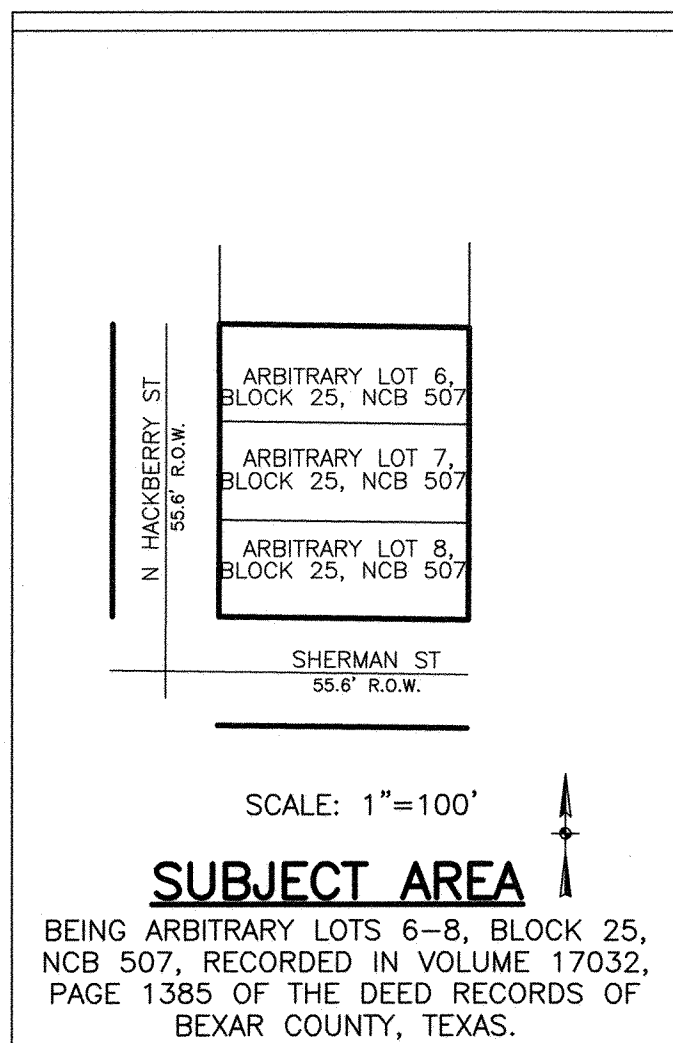 N HACKBERRY ST
55.6' R.O.W.
ARBITRARY LOT 6,
BLOCK 25, NCB 507
ARBITRARY LOT 7,
BLOCK 25, NCB 507
ARBITRARY LOT 8,
BLOCK 25, NCB 507
SHERMAN ST
55.6' R.O.W.
SCALE: 1"=100'
SUBJECT AREA
BEING ARBITRARY LOTS 6-8, BLOCK 25,
NCB 507, RECORDED IN VOLUME 17032,
PAGE 1385 OF THE DEED RECORDS OF
BEXAR COUNTY, TEXAS.